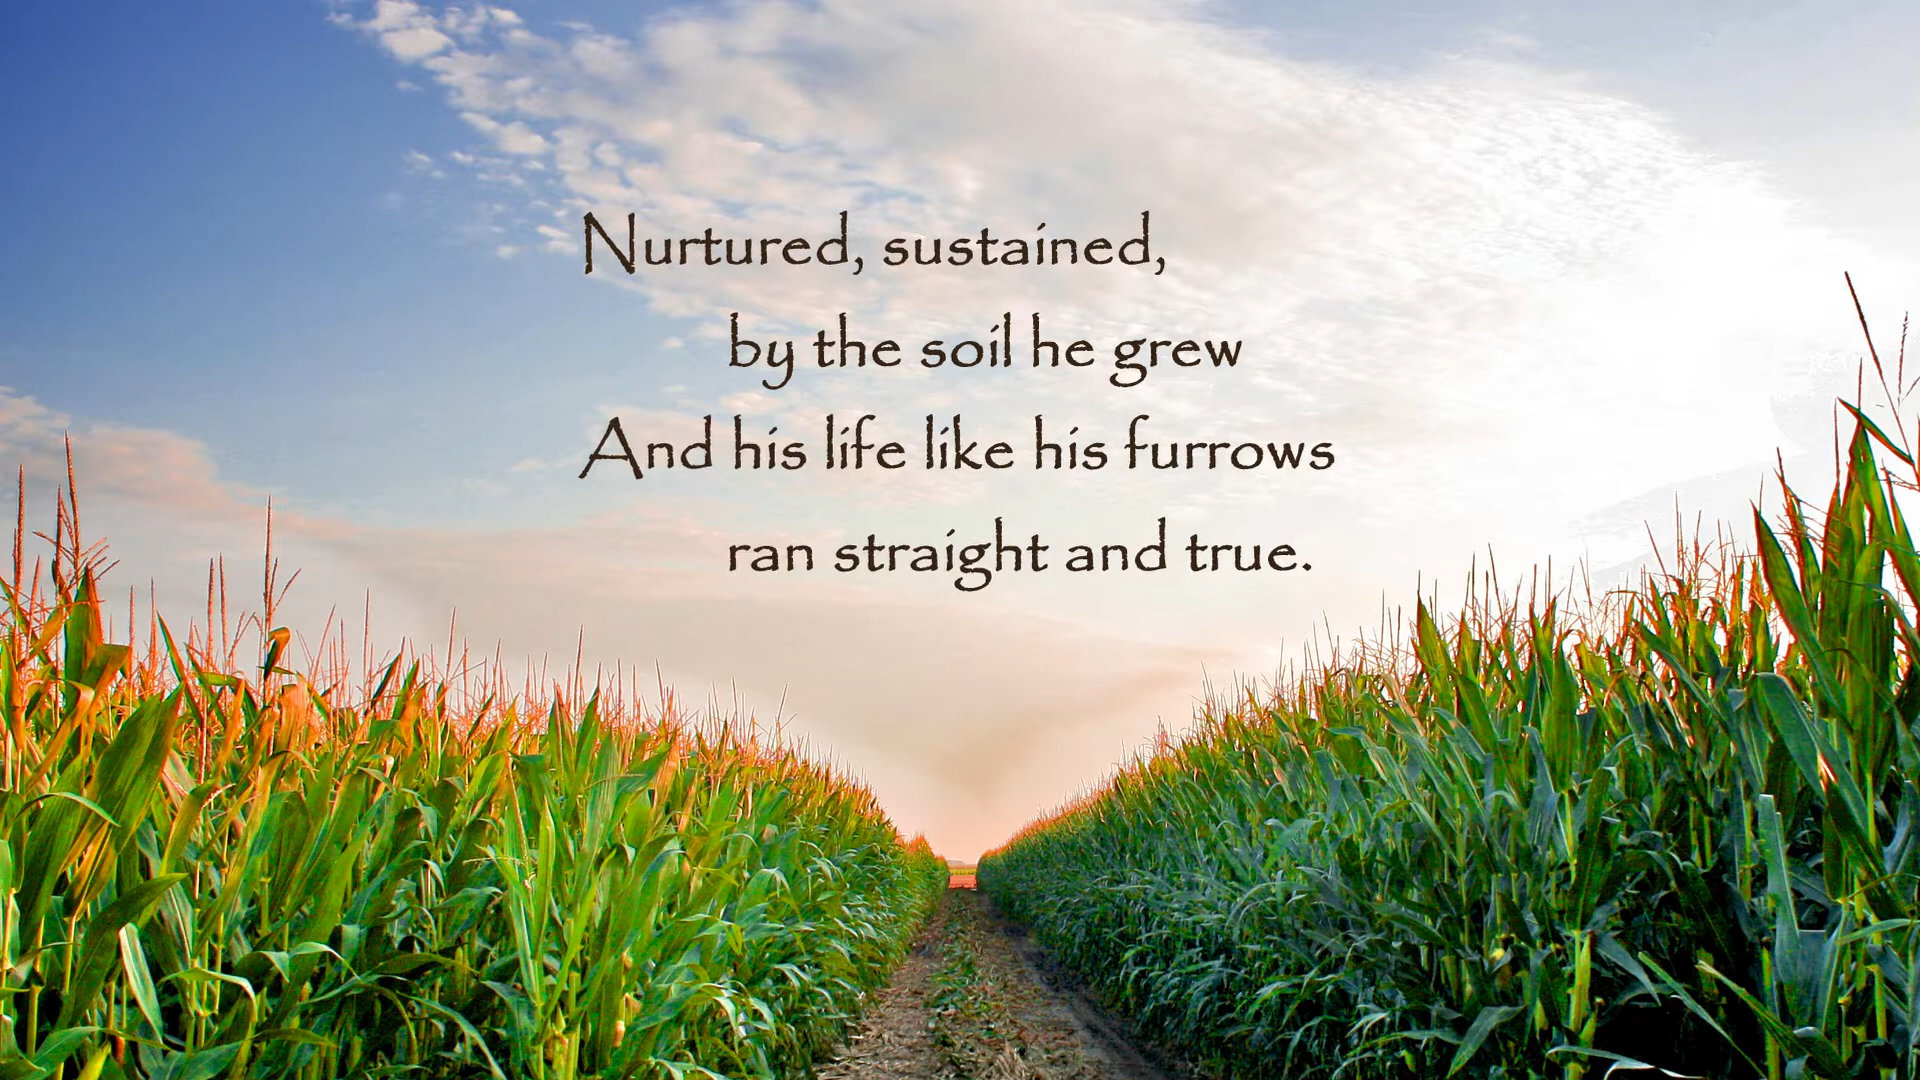 Nurtured, sustained,
by the soil he grew
And his life like his furrows
ran straight and true.